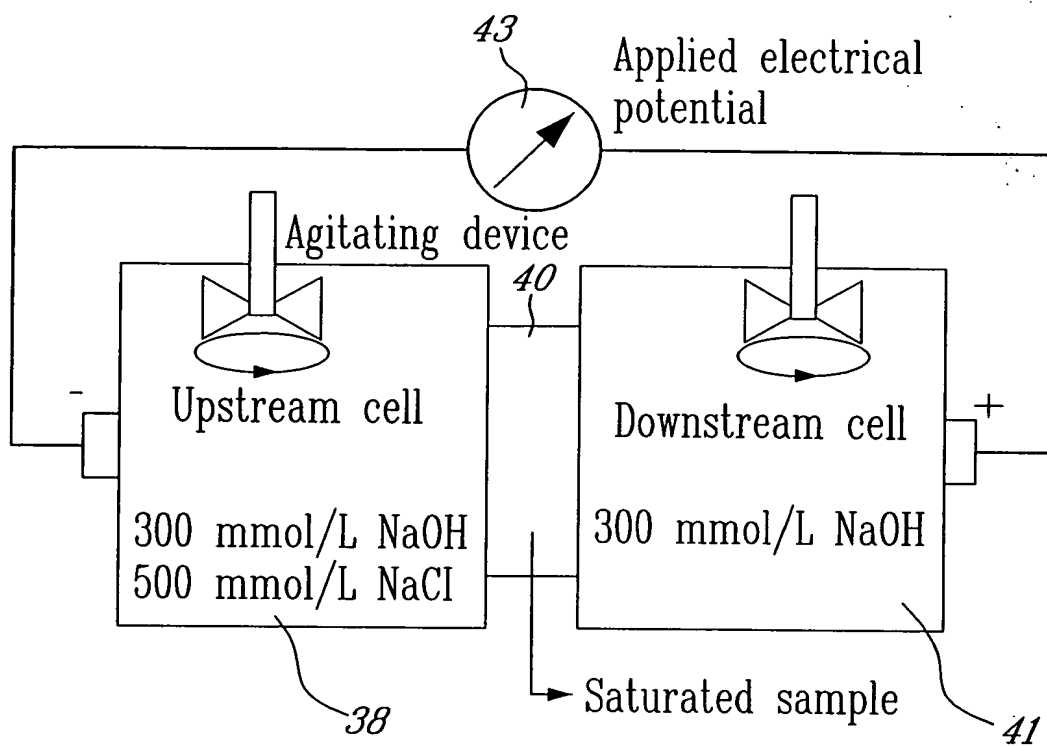 43
Applied electrical
potential
Agitating device
40
-
Upstream cell
Downstream cell
+
300 mmol/L NaOH
500 mmol/L NaCl
300 mmol/L NaOH
Saturated sample
38
41